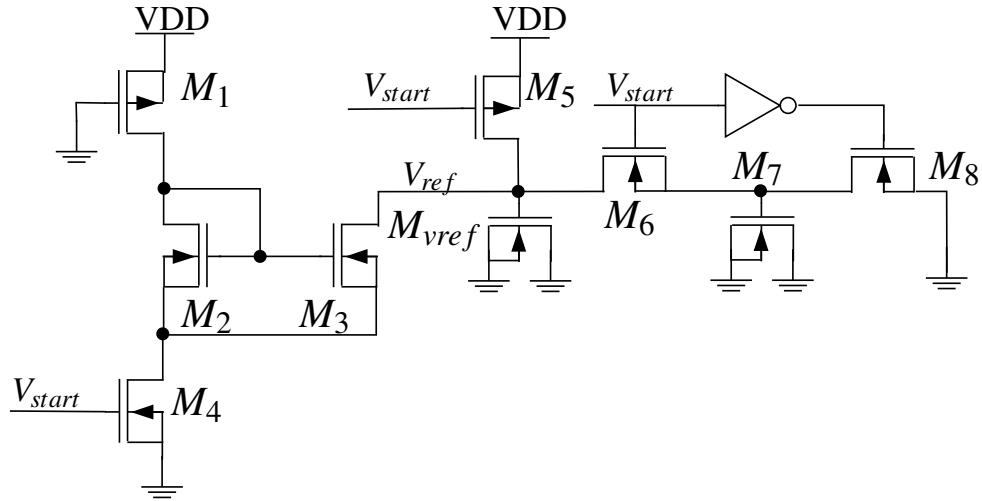 VDD
VDD
M1
Vstart
M5
Vstart
Vref
M7
M8
Mvref
M6
M2
M3
Vstart
M4